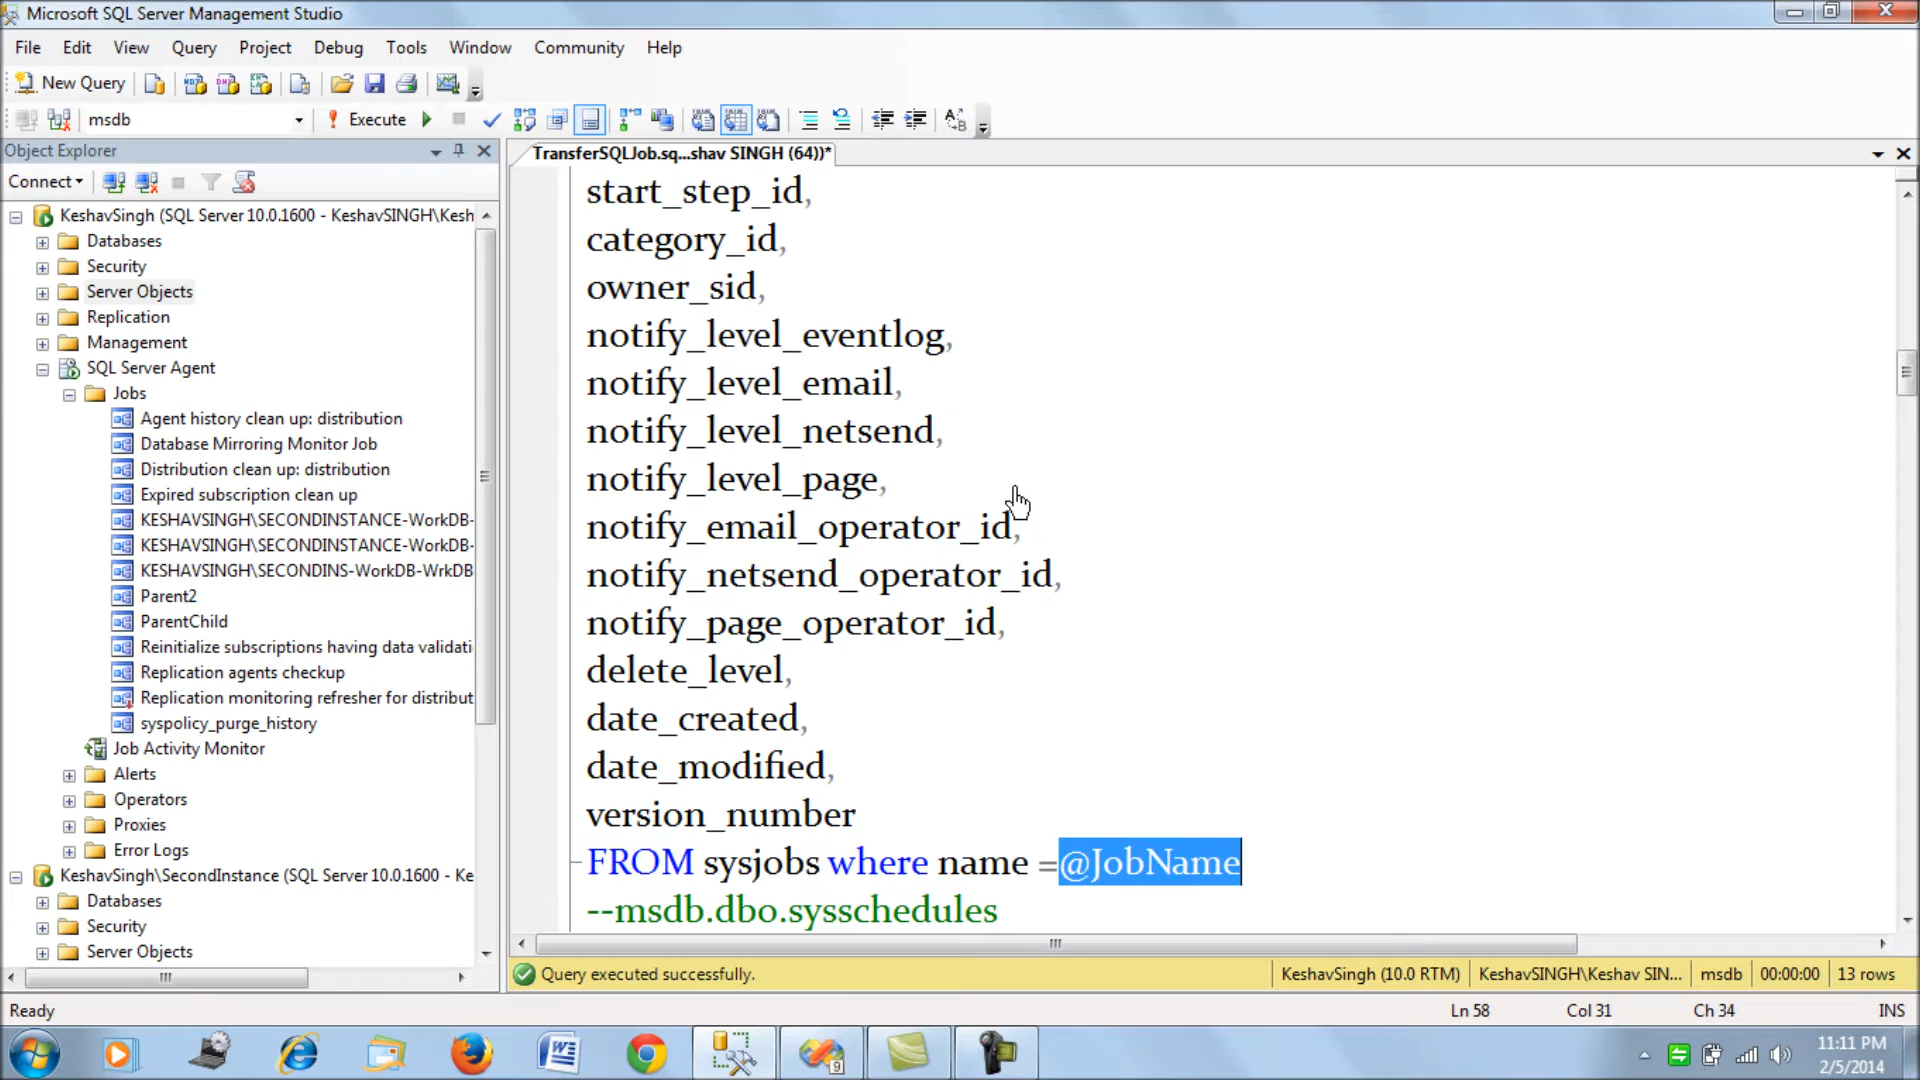 Microsoft SQL Server Management Studio
File Edit View Query Project Debug Tools Window Community Help
New Query
msdb Execute
Object Explorer
Connect
KeshavSingh (SQL Server 10.0.1600 - KeshavSINGH\Kesh
Databases
Security
Server Objects
Replication
Management
SQL Server Agent
Jobs
Agent history clean up: distribution
Database Mirroring Monitor Job
Distribution clean up: distribution
Expired subscription clean up
KESHAVSINGH\SECONDINSTANCE-WorkDB-
KESHAVSINGH\SECONDINSTANCE-WorkDB-
KESHAVSINGH\SECONDINS-WorkDB-WrkDB
Parent2
ParentChild
Reinitialize subscriptions having data validati
Replication agents checkup
Replication monitoring refresher for distribut
syspolicy_purge_history
Job Activity Monitor
Alerts
Operators
Proxies
Error Logs
KeshavSingh\SecondInstance (SQL Server 10.0.1600 - Ke
Databases
Security
Server Objects
TransferSQLJob.sq...shav SINGH (64))*
start_step_id,
category_id,
owner_sid,
notify_level_eventlog,
notify_level_email,
notify_level_netsend,
notify_level_page,
notify_email_operator_id,
notify_netsend_operator_id,
notify_page_operator_id,
delete_level,
date_created,
date_modified,
version_number
FROM sysjobs where name =@JobName
--msdb.dbo.sysschedules
Query executed successfully. KeshavSingh (10.0 RTM) KeshavSINGH\Keshav SIN... msdb 00:00:00 13 rows
Ready Ln 58 Col 31 Ch 34 INS
9
11:11 PM
2/5/2014